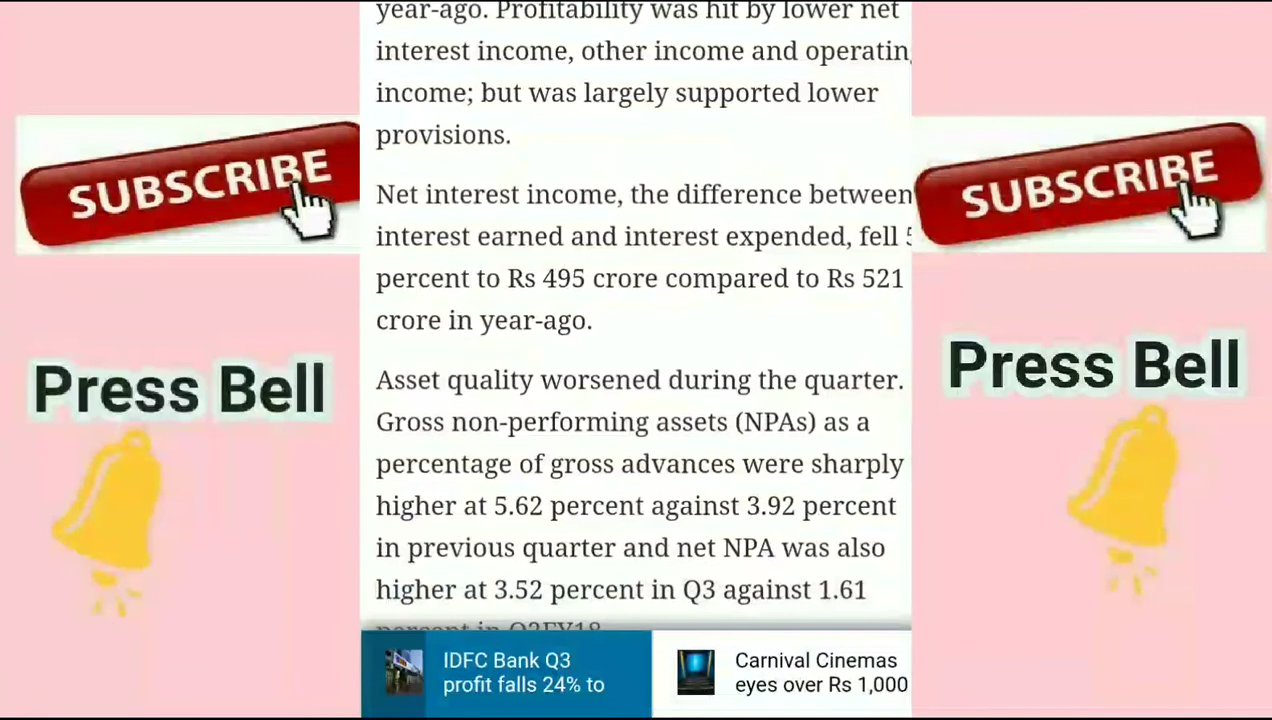 year-ago. Profitability was hit by lower net
interest income, other income and operatin
income; but was largely supported lower
provisions.
Net interest income, the difference between
interest earned and interest expended, fell 5
percent to Rs 495 crore compared to Rs 521
crore in year-ago.
Asset quality worsened during the quarter.
Gross non-performing assets (NPAs) as a
percentage of gross advances were sharply
higher at 5.62 percent against 3.92 percent
in previous quarter and net NPA was also
higher at 3.52 percent in Q3 against 1.61
percent in Q2FY18
IDFC Bank Q3
profit falls 24% to
Carnival Cinemas
eyes over Rs 1,000
SUBSCRIBE
Press Bell
SUBSCRIBE
Press Bell